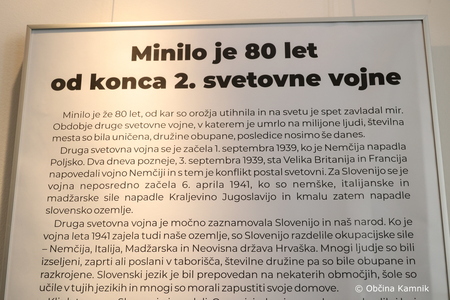 Minilo je 80 let
od konca 2. svetovne vojne
Minilo je že 80 let, od kar so orožja utihnila in na svetu je spet zavladal mir.
Obdobje druge svetovne vojne, v katerem je umrlo na milijone ljudi, številna
mesta so bila uničena, družine obupane, posledice nosimo še danes.
Druga svetovna vojna se je začela 1. septembra 1939, ko je Nemčija napadla
Poljsko. Dva dneva pozneje, 3. septembra 1939, sta Velika Britanija in Francija
napovedali vojno Nemčiji in s tem je konflikt postal svetovni. Za Slovenijo se je
vojna neposredno začela 6. aprila 1941, ko so nemške, italijanske in
madžarske sile napadle Kraljevino Jugoslavijo in kmalu zatem napadle
slovensko ozemlje.
Druga svetovna vojna je močno zaznamovala Slovenijo in naš narod. Ko je
vojna leta 1941 zajela tudi naše ozemlje, so Slovenijo razdelile okupacijske sile
– Nemčija, Italija, Madžarska in Neovisna država Hrvaška. Mnogi ljudje so bili
izseljeni, zaprti ali poslani v taborišča, številne družine pa so bile obupane in
razkrojene. Slovenski jezik je bil prepovedan na nekaterih območjih, šole so
učile v tujih jezikih in mnogi so morali zapustiti svoje domove.
© Občina Kamnik